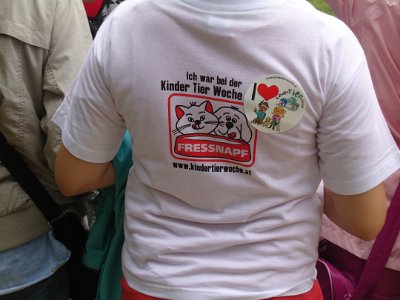 ich war bei der
Kinder Tier Woche
FRESSNAPF
www.kindertierwoche.at
I